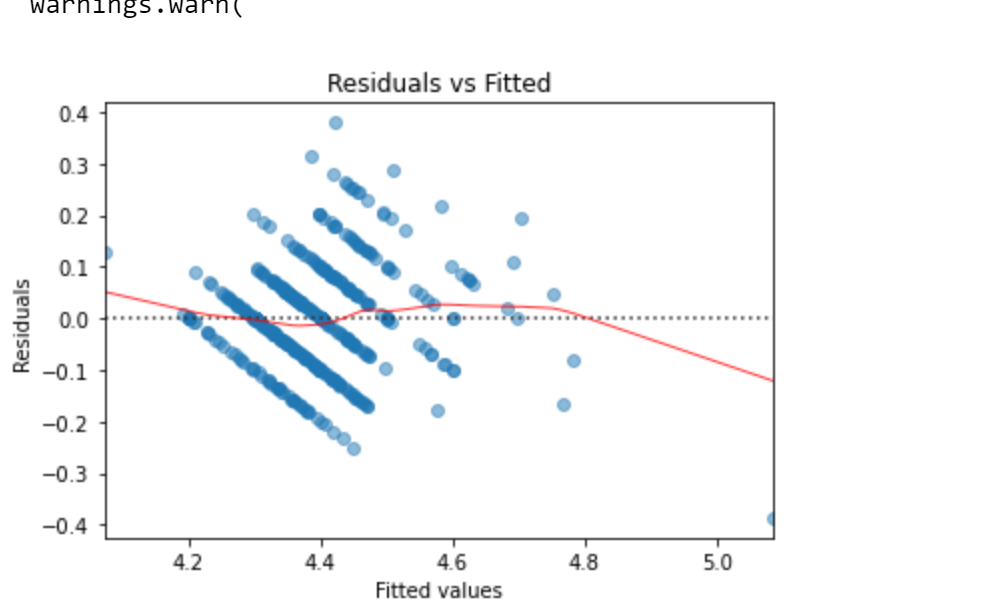 warnings.warn(
Residuals vs Fitted
0.4
0.3
0.2
0.1
0.0
−0.1
−0.2
−0.3
−0.4
Residuals
4.2 4.4 4.6 4.8 5.0
Fitted values